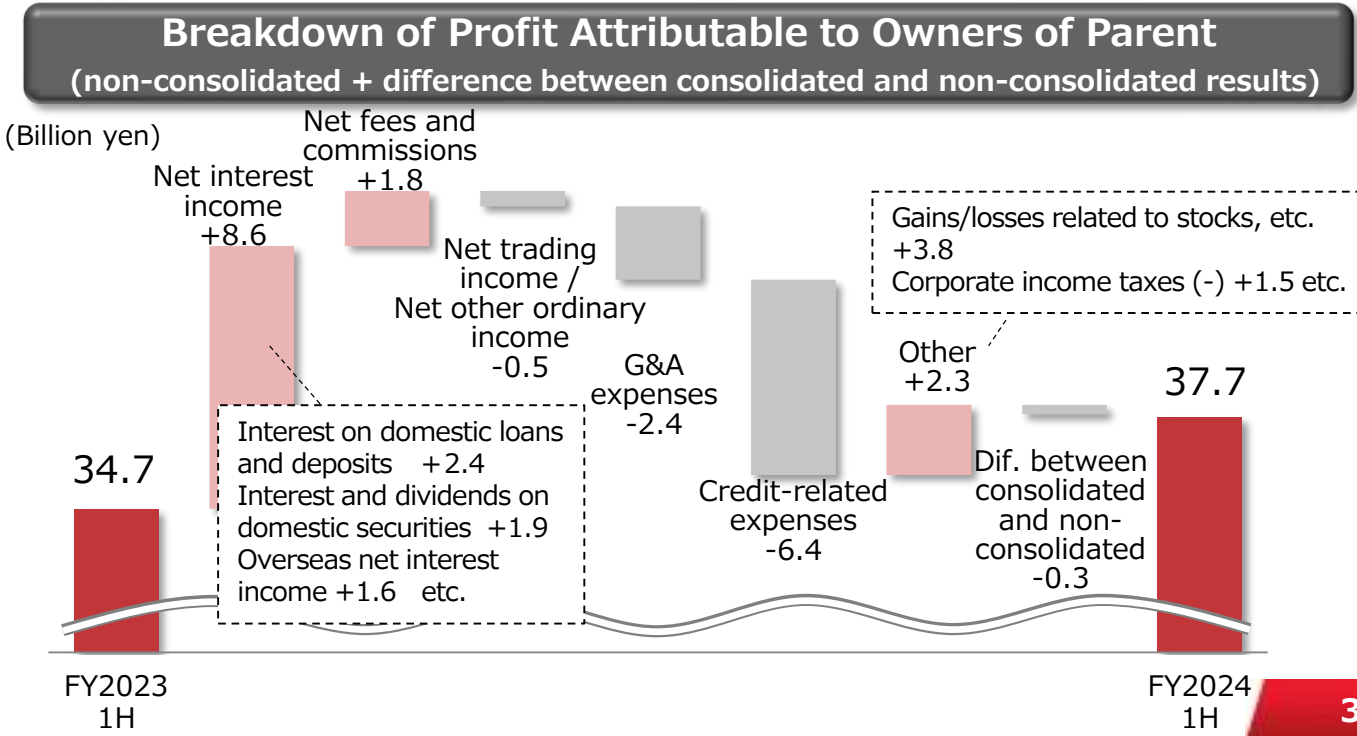 Breakdown of Profit Attributable to Owners of Parent
(non-consolidated + difference between consolidated and non-consolidated results)
(Billion yen)
34.7
Net interest
income
+8.6
Interest on domestic loans
and deposits +2.4
Interest and dividends on
domestic securities +1.9
Overseas net interest
income +1.6 etc.
Net fees and
commissions
+1.8
Net trading
income /
Net other ordinary
income
-0.5
G&A
expenses
-2.4
Credit-related
expenses
-6.4
Other
+2.3
Gains/losses related to stocks, etc.
+3.8
Corporate income taxes (-) +1.5 etc.
Dif. between
consolidated
and non-
consolidated
-0.3
37.7
FY2023
1H
FY2024
1H
3